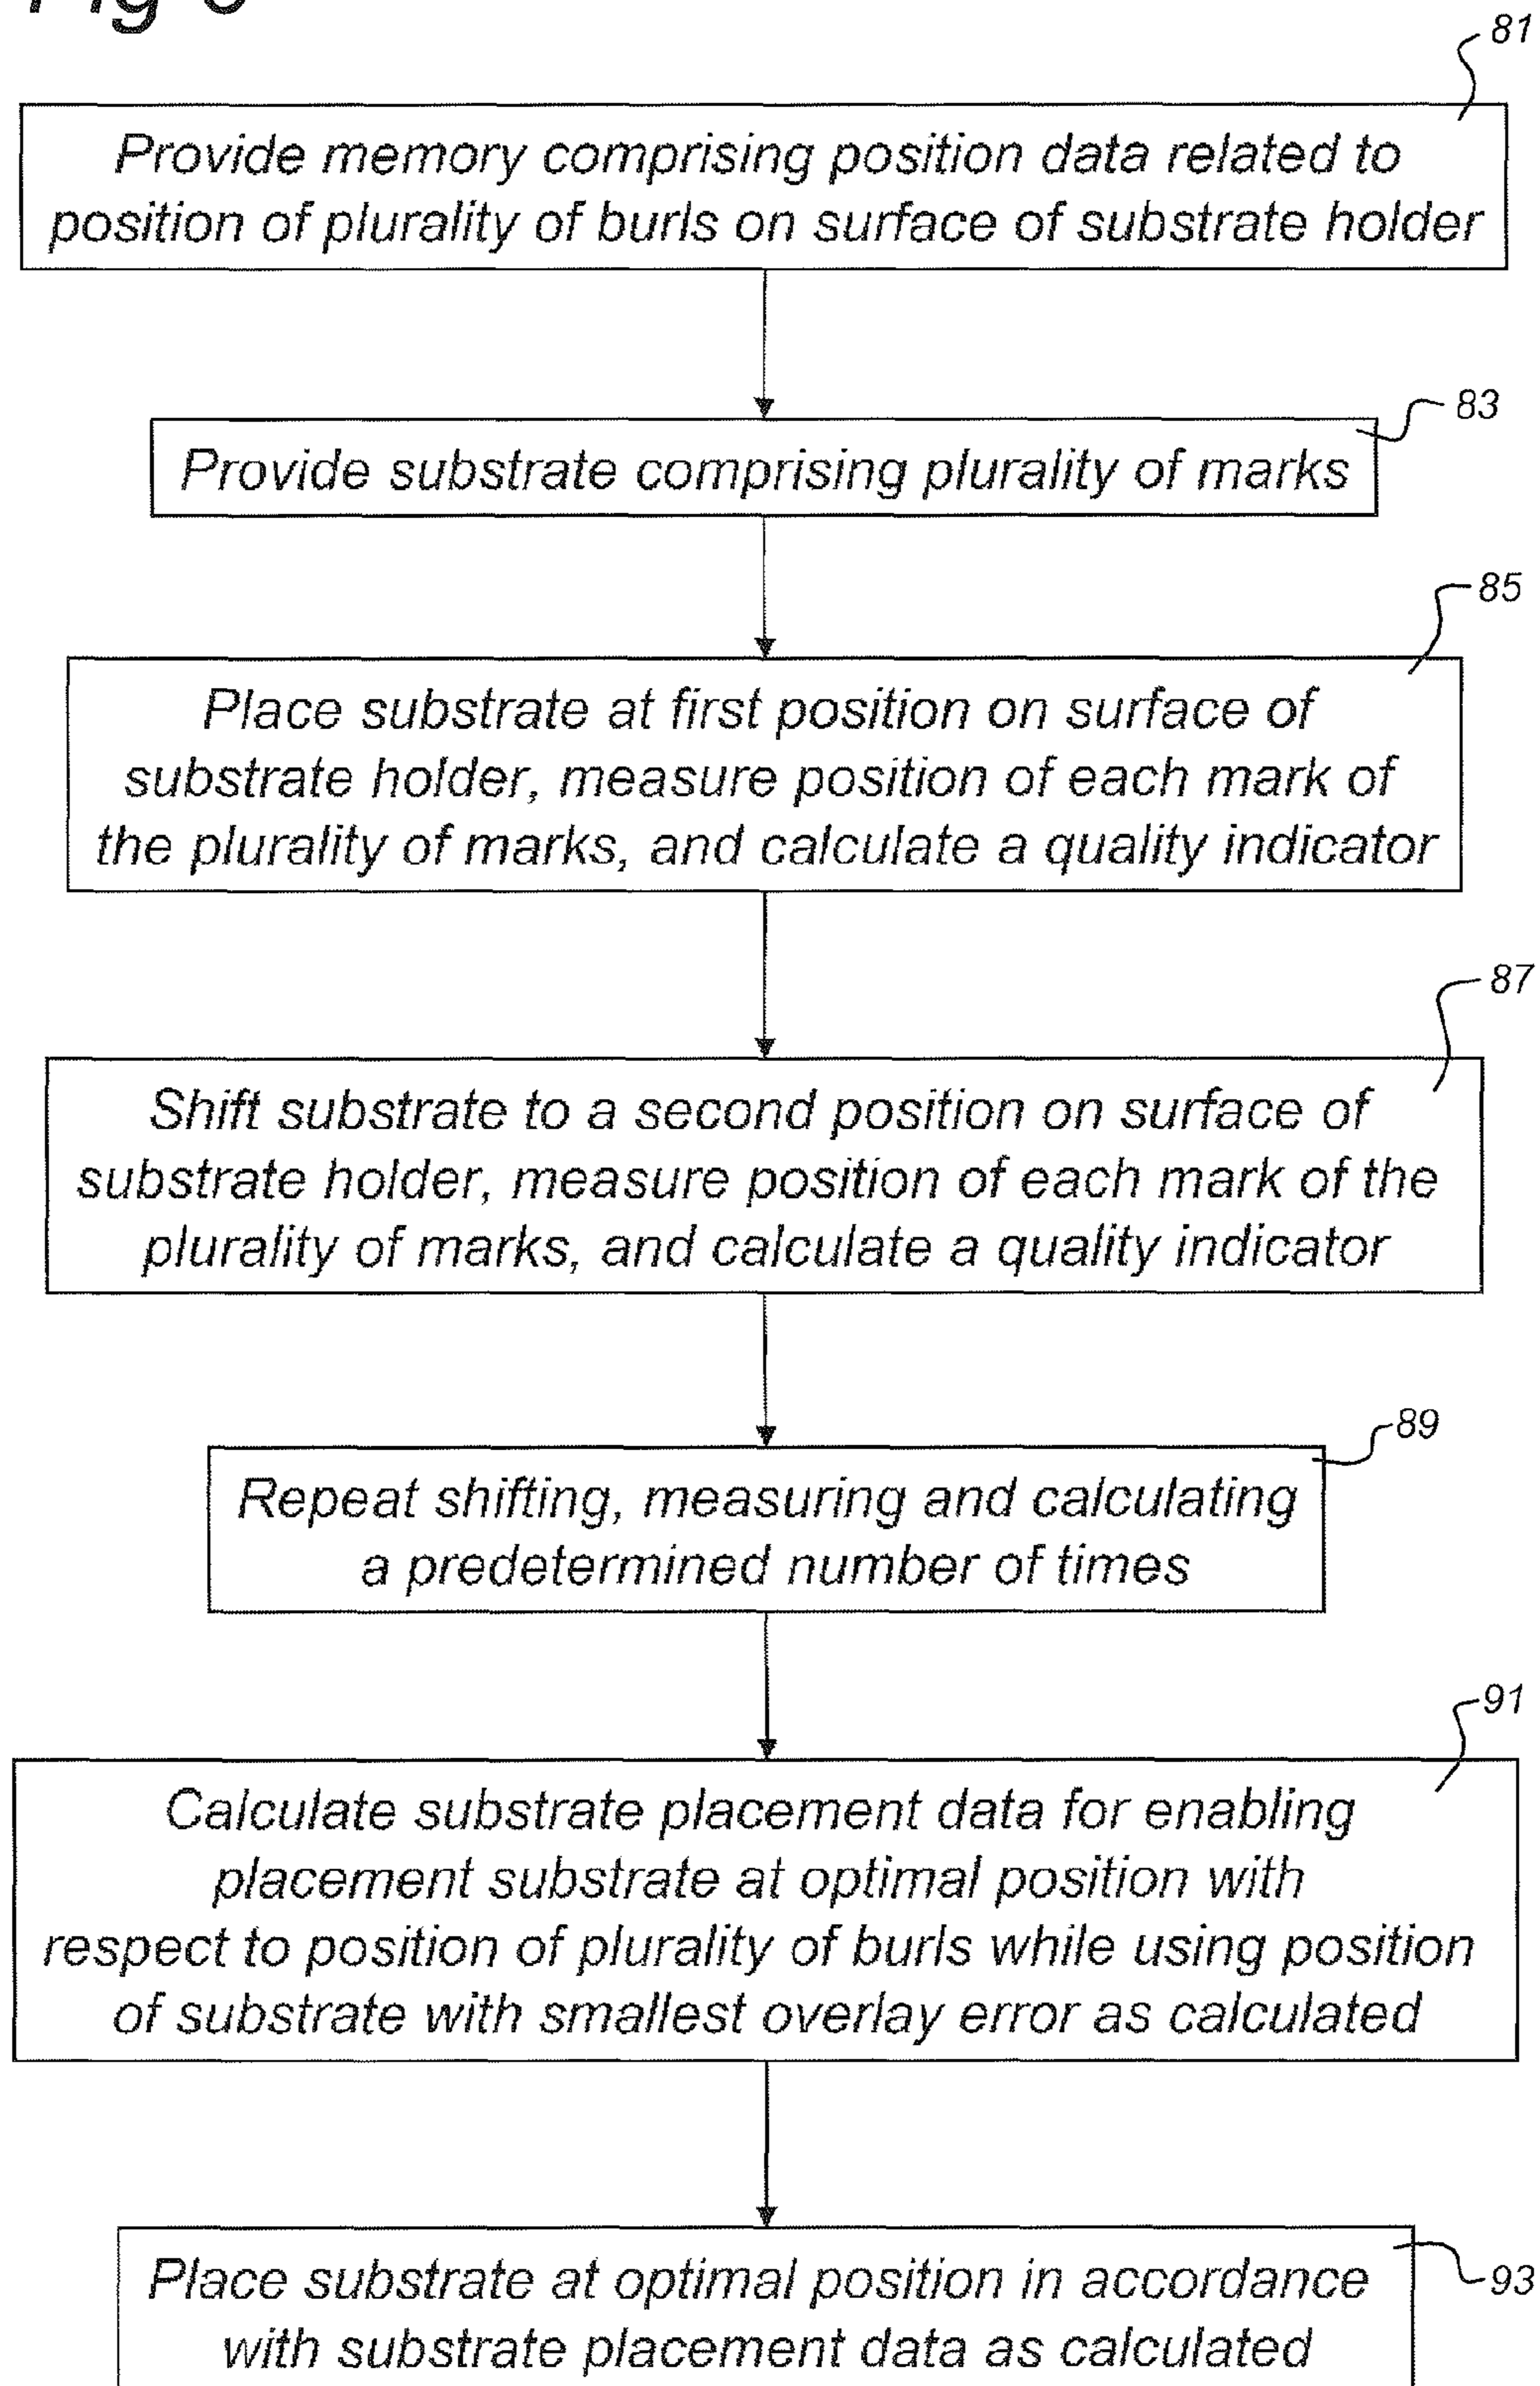 81
Provide memory comprising position data related to
position of plurality of burls on surface of substrate holder
83
Provide substrate comprising plurality of marks
85
Place substrate at first position on surface of
substrate holder, measure position of each mark of
the plurality of marks, and calculate a quality indicator
87
Shift substrate to a second position on surface of
substrate holder, measure position of each mark of the
plurality of marks, and calculate a quality indicator
89
Repeat shifting, measuring and calculating
a predetermined number of times
91
Calculate substrate placement data for enabling
placement substrate at optimal position with
respect to position of plurality of burls while using position
of substrate with smallest overlay error as calculated
93
Place substrate at optimal position in accordance
with substrate placement data as calculated